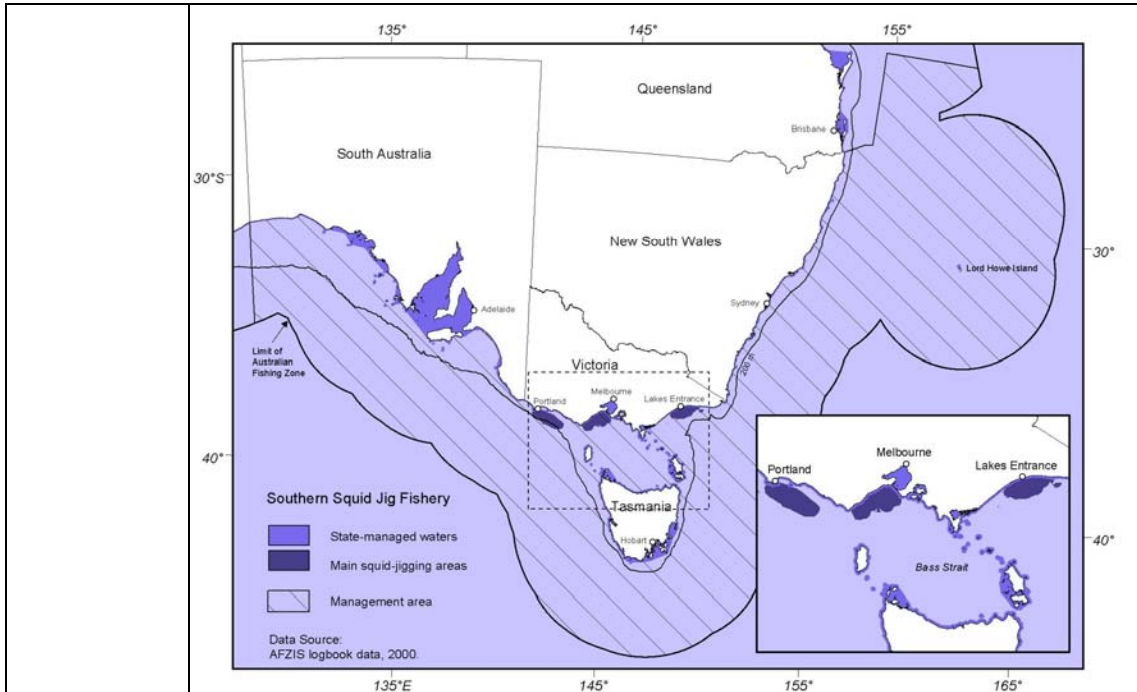 135°
145°
155°
Queensland
Brisbane
South Australia
30°S
New South Wales
30°
Lord Howe Island
Sydney
Adelaide
200 m
Limit of
Australian
Fishing Zone
Victoria
Melbourne
Portland
Lakes Entrance
40°
Tasmania
Hobart
Southern Squid Jig Fishery
State-managed waters
Main squid-jigging areas
Management area
Data Source:
AFZIS logbook data, 2000.
Melbourne
Portland
Lakes Entrance
Bass Strait
40°
135°E
145°
155°
165°